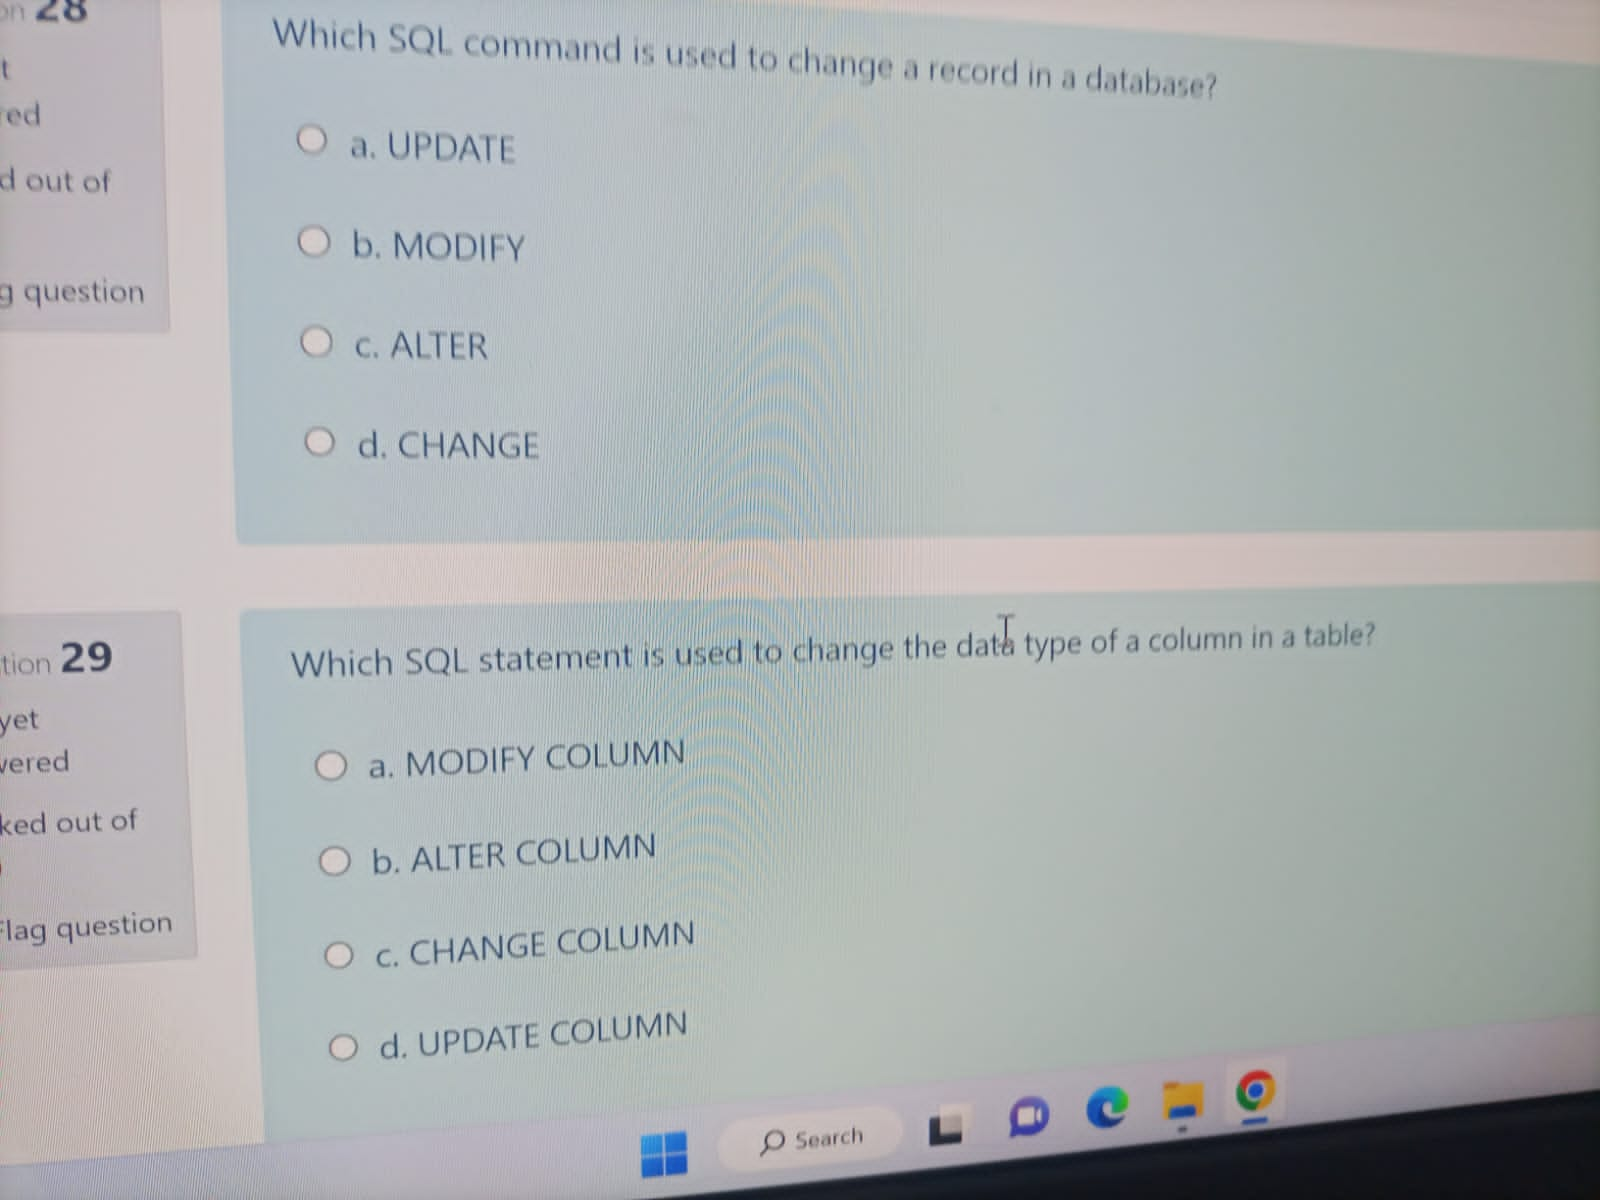 on 28
t
red
d out of
g question
Which SQL command is used to change a record in a database?
a. UPDATE
b. MODIFY
c. ALTER
d. CHANGE
tion 29
yet
vered
ked out of
Flag question
Which SQL statement is used to change the data type of a column in a table?
a. MODIFY COLUMN
b. ALTER COLUMN
c. CHANGE COLUMN
d. UPDATE COLUMN
Search